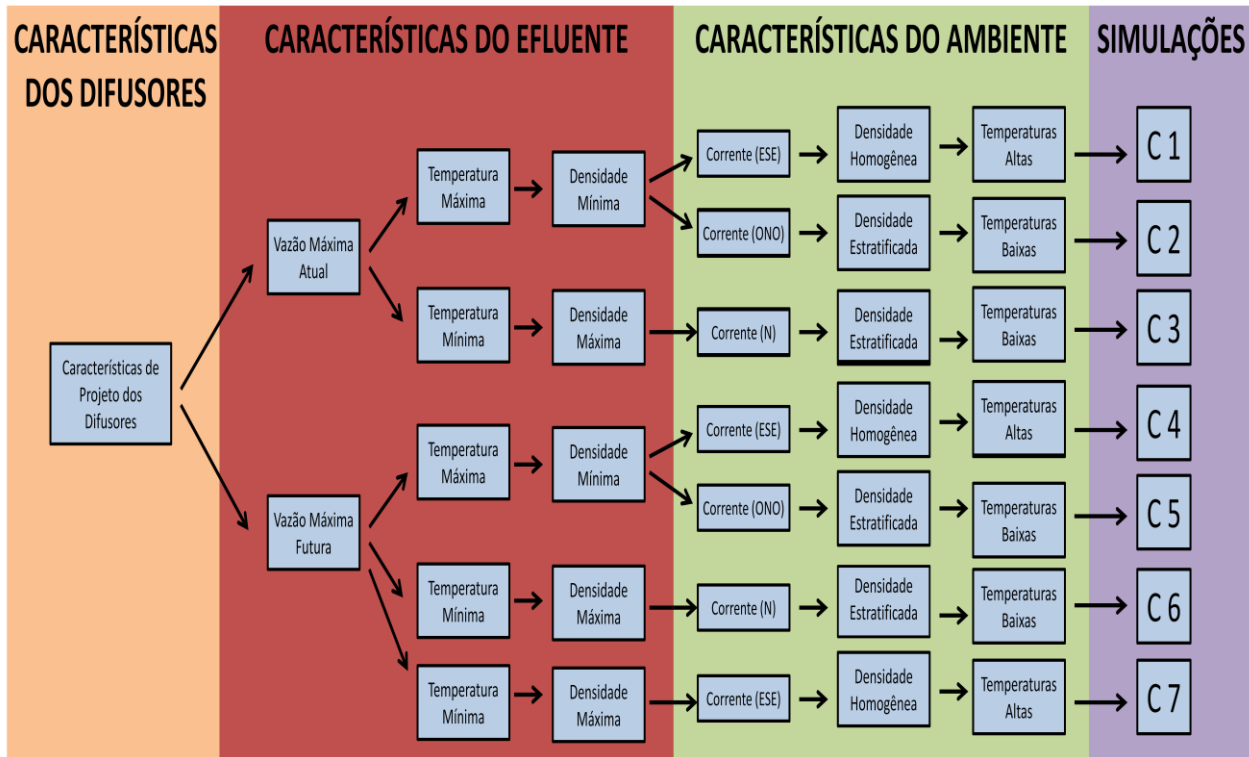 CARACTERÍSTICAS
DOS DIFUSORES
CARACTERÍSTICAS DO EFLUENTE
CARACTERÍSTICAS DO AMBIENTE
SIMULAÇÕES
Características de
Projeto dos
Difusores
Vazão Máxima
Atual
Temperatura
Máxima
Densidade
Mínima
Corrente (ESE)
Densidade
Homogênea
Temperaturas
Altas
C 1
Corrente (ONO)
Densidade
Estratificada
Temperaturas
Baixas
C 2
Temperatura
Mínima
Densidade
Máxima
Corrente (N)
Densidade
Estratificada
Temperaturas
Baixas
C 3
Vazão Máxima
Futura
Temperatura
Máxima
Densidade
Mínima
Corrente (ESE)
Densidade
Homogênea
Temperaturas
Altas
C 4
Corrente (ONO)
Densidade
Estratificada
Temperaturas
Baixas
C 5
Temperatura
Mínima
Densidade
Máxima
Corrente (N)
Densidade
Estratificada
Temperaturas
Baixas
C 6
Temperatura
Mínima
Densidade
Máxima
Corrente (ESE)
Densidade
Homogênea
Temperaturas
Altas
C 7